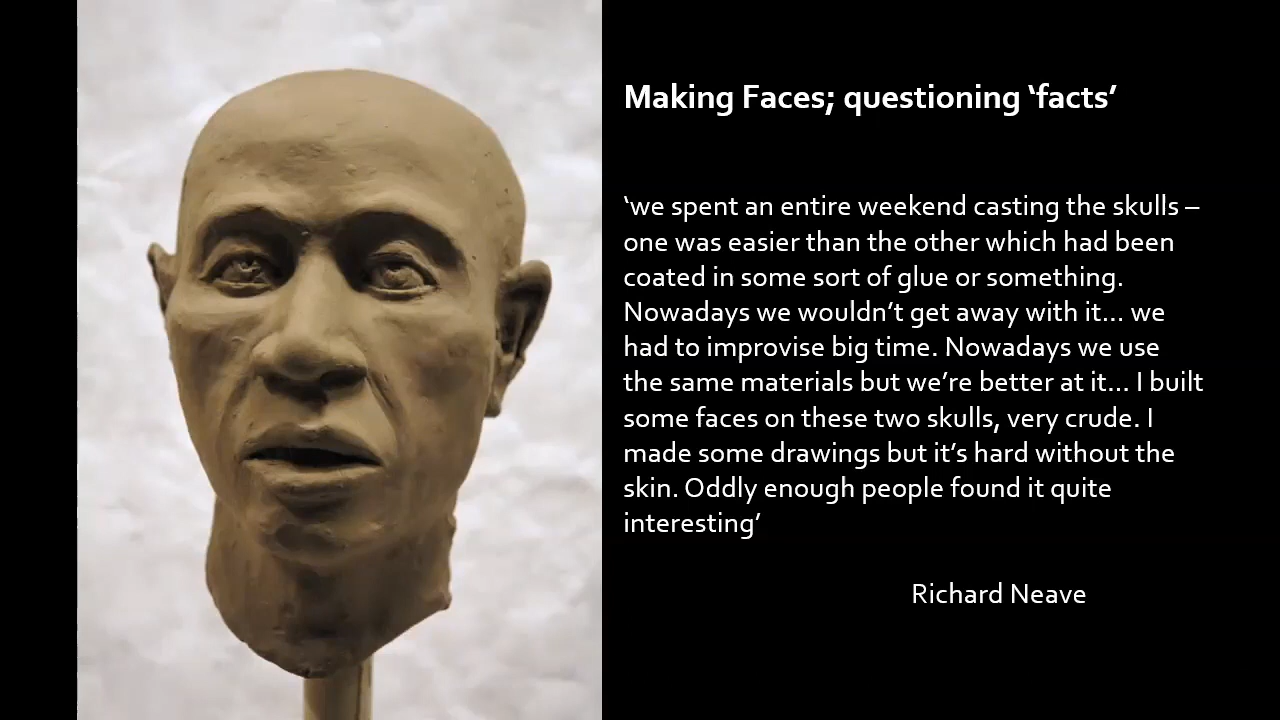 Making Faces; questioning ‘facts’
‘we spent an entire weekend casting the skulls –
one was easier than the other which had been
coated in some sort of glue or something.
Nowadays we wouldn’t get away with it... we
had to improvise big time. Nowadays we use
the same materials but we’re better at it... I built
some faces on these two skulls, very crude. I
made some drawings but it’s hard without the
skin. Oddly enough people found it quite
interesting’
Richard Neave